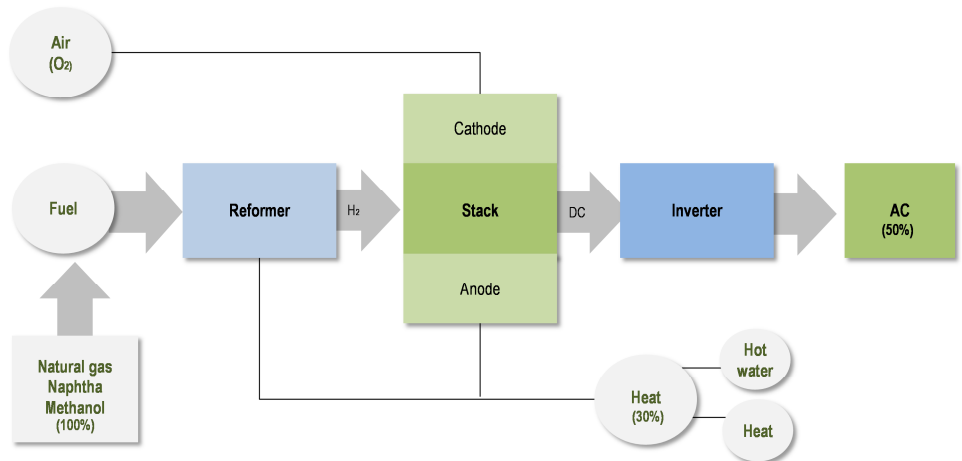 Air
(O₂)
Cathode
Fuel
Reformer
H₂
Stack
DC
Inverter
AC
(50%)
Anode
Natural gas
Naphtha
Methanol
(100%)
Heat
(30%)
Hot
water
Heat